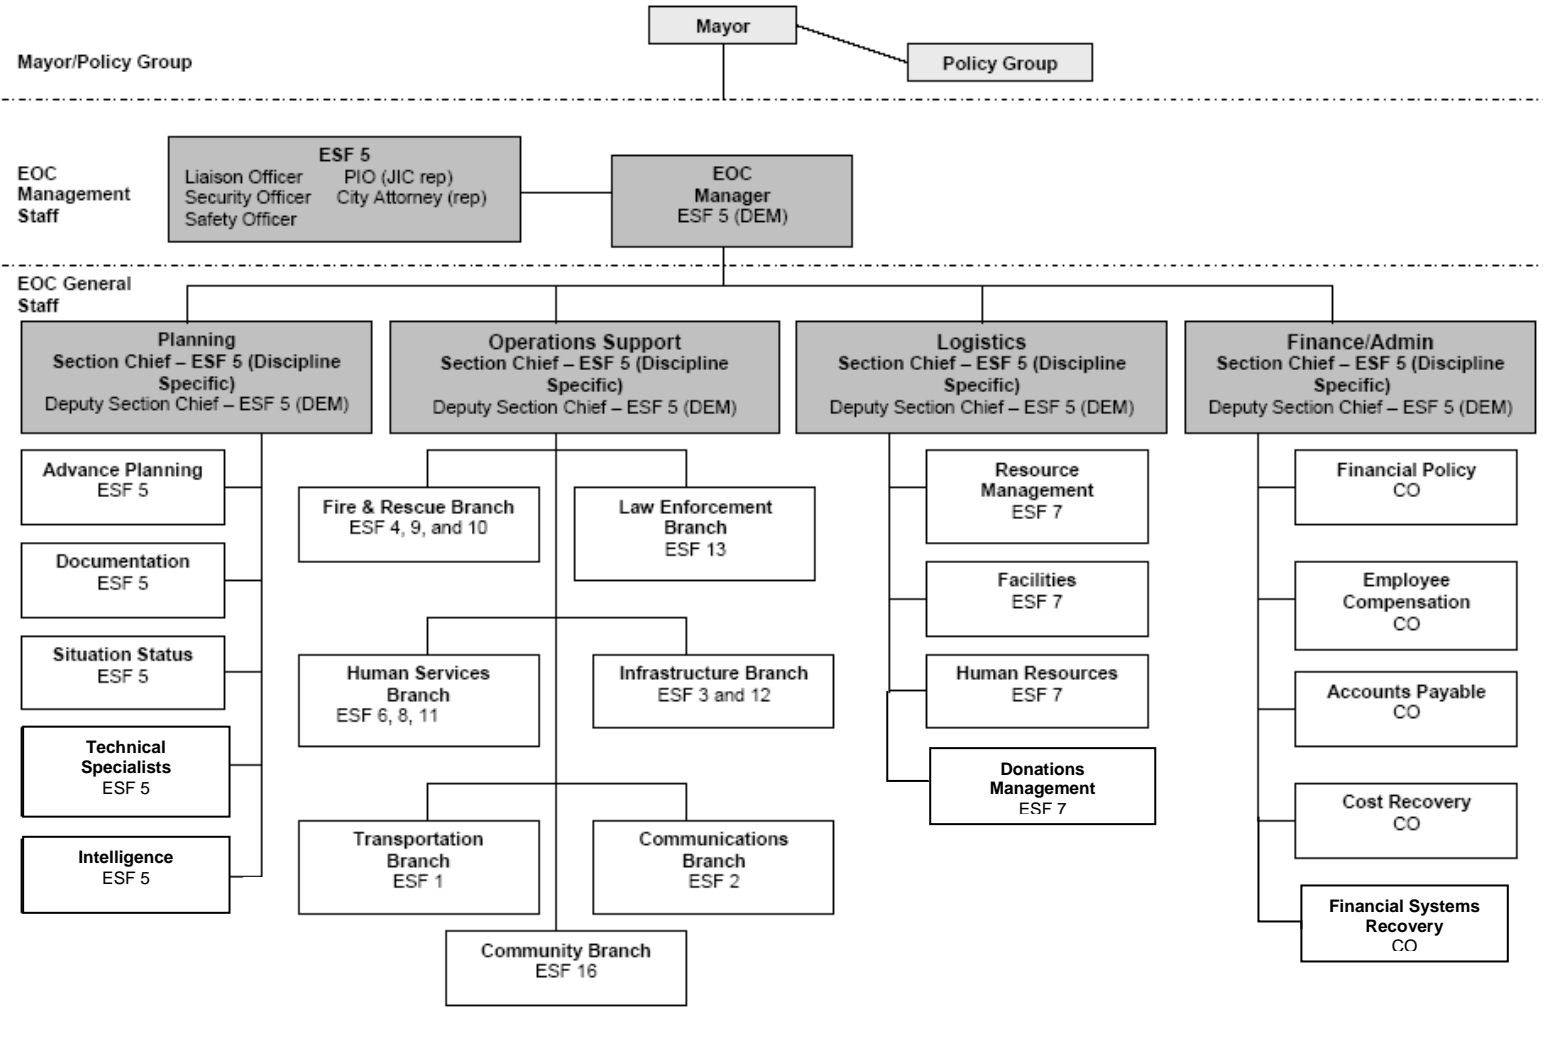 Mayor
Mayor/Policy Group
Policy Group
EOC
Management
Staff
ESF 5
Liaison Officer PIO (JIC rep)
Security Officer City Attorney (rep)
Safety Officer
EOC
Manager
ESF 5 (DEM)
EOC General
Staff
Planning
Section Chief – ESF 5 (Discipline
Specific)
Deputy Section Chief – ESF 5 (DEM)
Operations Support
Section Chief – ESF 5 (Discipline
Specific)
Deputy Section Chief – ESF 5 (DEM)
Logistics
Section Chief – ESF 5 (Discipline
Specific)
Deputy Section Chief – ESF 5 (DEM)
Finance/Admin
Section Chief – ESF 5 (Discipline
Specific)
Deputy Section Chief – ESF 5 (DEM)
Advance Planning
ESF 5
Documentation
ESF 5
Situation Status
ESF 5
Technical
Specialists
ESF 5
Intelligence
ESF 5
Fire & Rescue Branch
ESF 4, 9, and 10
Law Enforcement
Branch
ESF 13
Human Services
Branch
ESF 6, 8, 11
Infrastructure Branch
ESF 3 and 12
Transportation
Branch
ESF 1
Communications
Branch
ESF 2
Community Branch
ESF 16
Resource
Management
ESF 7
Facilities
ESF 7
Human Resources
ESF 7
Donations
Management
ESF 7
Financial Policy
CO
Employee
Compensation
CO
Accounts Payable
CO
Cost Recovery
CO
Financial Systems
Recovery
CO